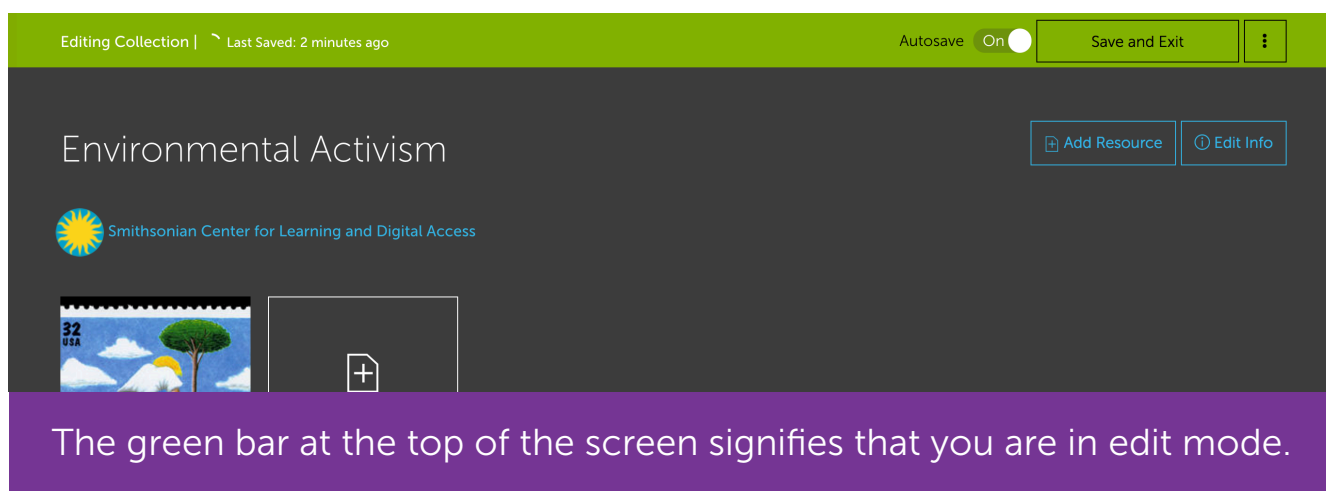 Editing Collection | Last Saved: 2 minutes ago
Autosave On Save and Exit
Environmental Activism
Add Resource Edit Info
Smithsonian Center for Learning and Digital Access
32
USA
The green bar at the top of the screen signifies that you are in edit mode.